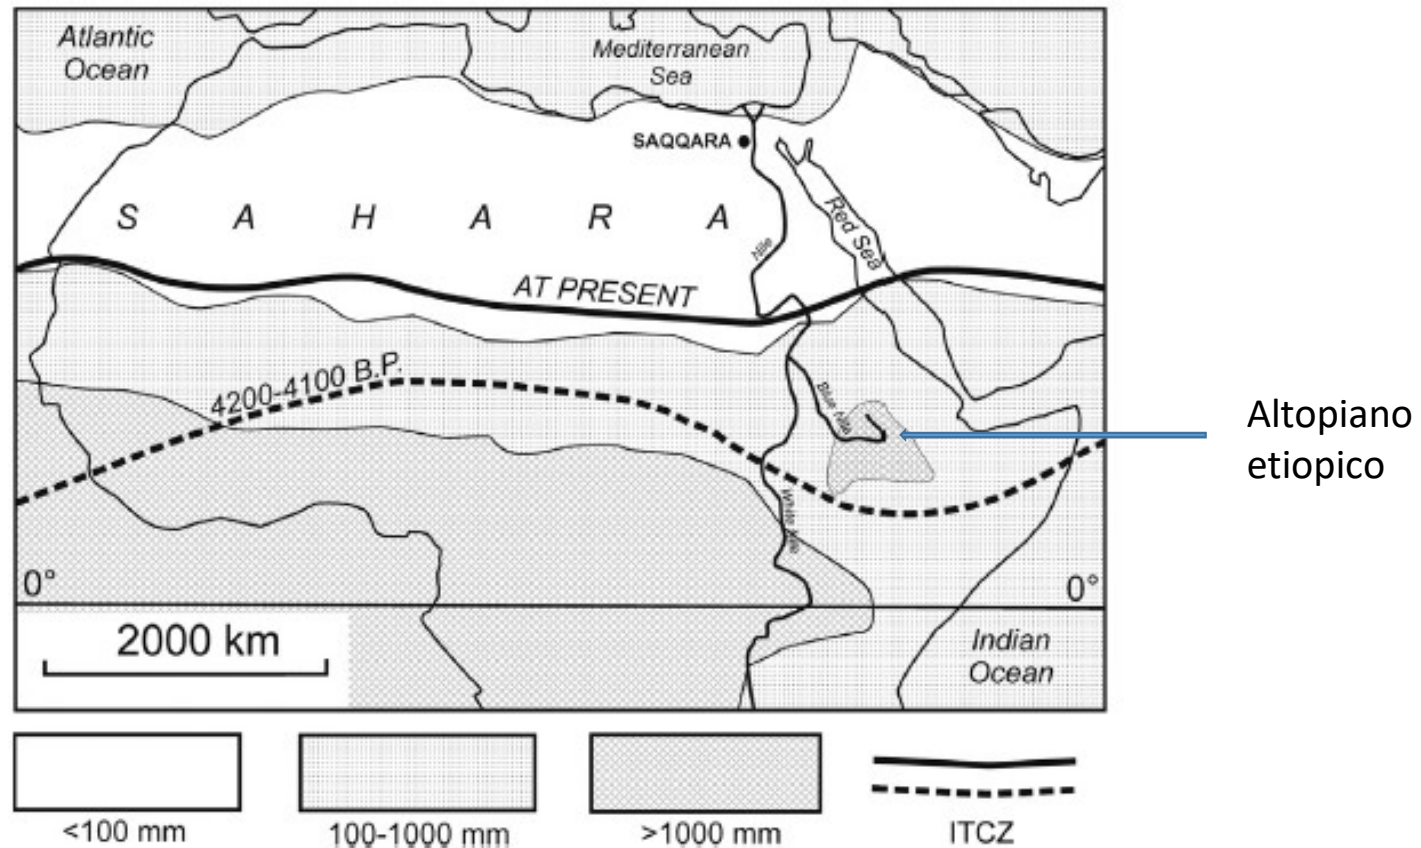 Atlantic
Ocean
Mediterranean
Sea
SAQQARA
S A H A R A
Nile
Red Sea
AT PRESENT
4200-4100 B.P.
Blue Nile
Altopiano
etiopico
White Nile
0°
0°
2000 km
Indian
Ocean
<100 mm
100-1000 mm
>1000 mm
ITCZ